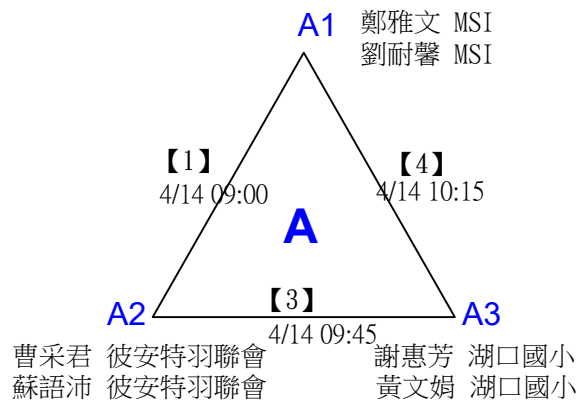 A1 鄭雅文 MSI
劉耐馨 MSI
【1】
4/14 09:00
【4】
4/14 10:15
A
A2
【3】
4/14 09:45
A3
曹采君 彼安特羽聯會
蘇語沛 彼安特羽聯會
謝惠芳 湖口國小
黃文娟 湖口國小